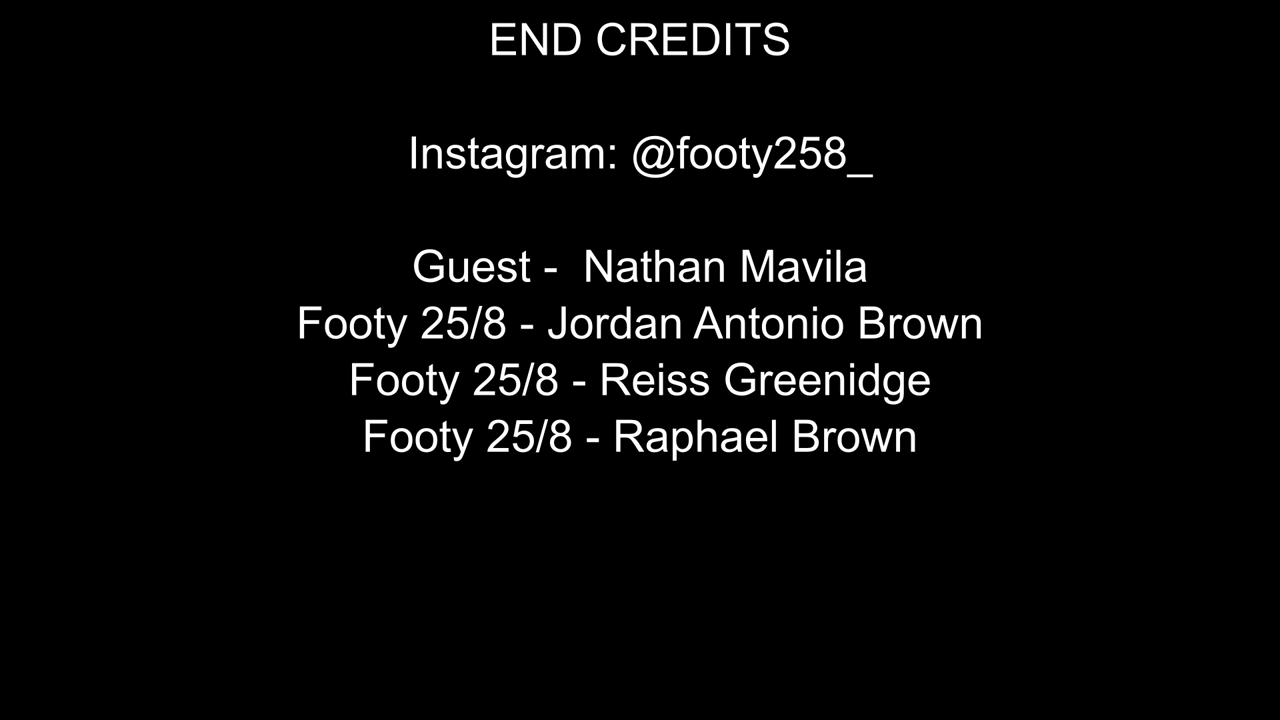 END CREDITS
Instagram: @footy258_
Guest -  Nathan Mavila
Footy 25/8 - Jordan Antonio Brown
Footy 25/8 - Reiss Greenidge
Footy 25/8 - Raphael Brown